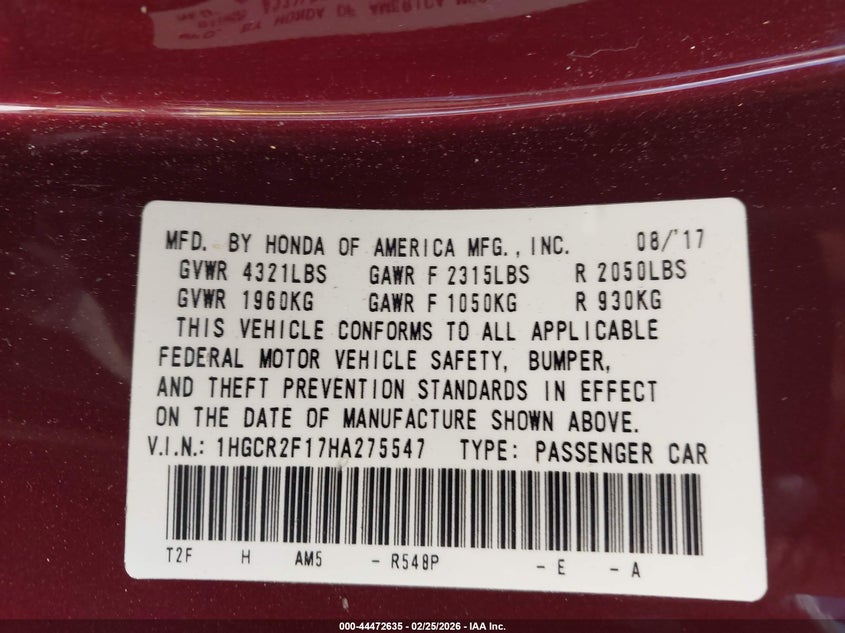 MFD. BY HONDA OF AMERICA MFG., INC. 08/'17
GVWR 4321LBS GAWR F 2315LBS R 2050LBS
GVWR 1960KG GAWR F 1050KG R 930KG
THIS VEHICLE CONFORMS TO ALL APPLICABLE
FEDERAL MOTOR VEHICLE SAFETY, BUMPER,
AND THEFT PREVENTION STANDARDS IN EFFECT
ON THE DATE OF MANUFACTURE SHOWN ABOVE.
V.I.N.: 1HGCR2F17HA275547 TYPE: PASSENGER CAR
T2F H AM5 - R548P - E - A
000-44472635 - 02/25/2026 - IAA Inc.